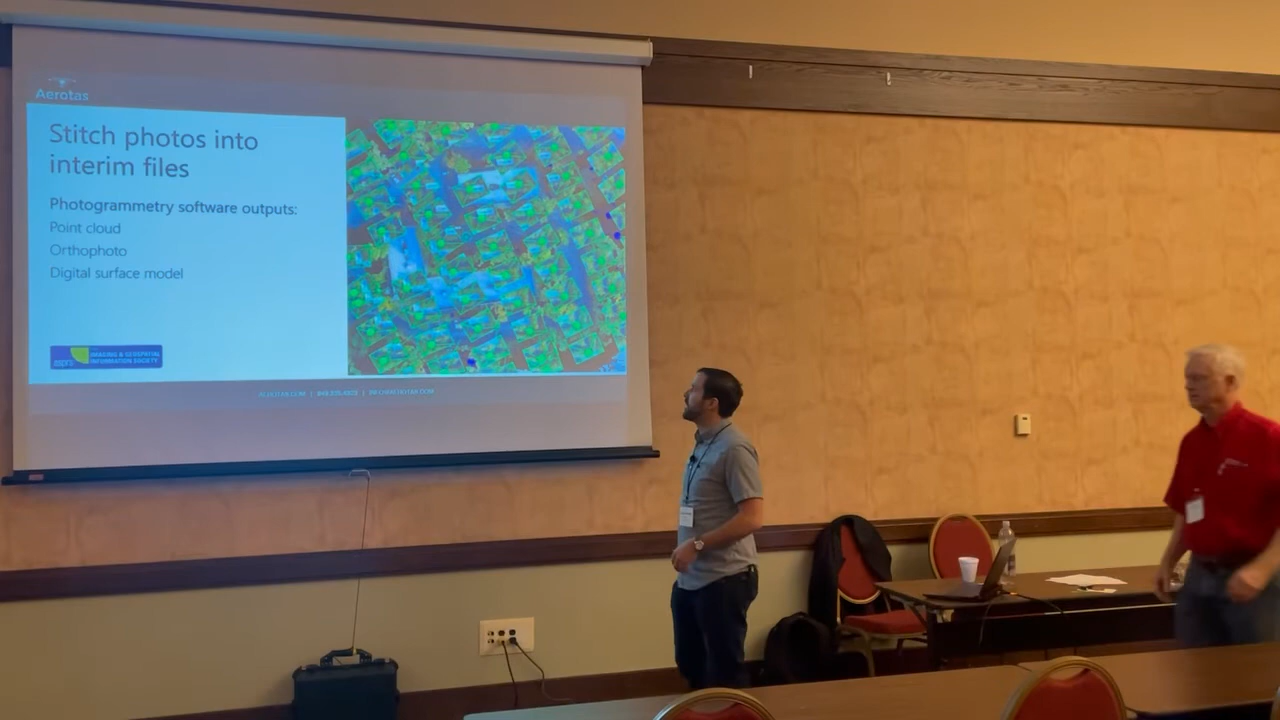 Aerotas
Stitch photos into
interim files
Photogrammetry software outputs:
Point cloud
Orthophoto
Digital surface model
asprs
IMAGING & GEOSPATIAL
INFORMATION SOCIETY